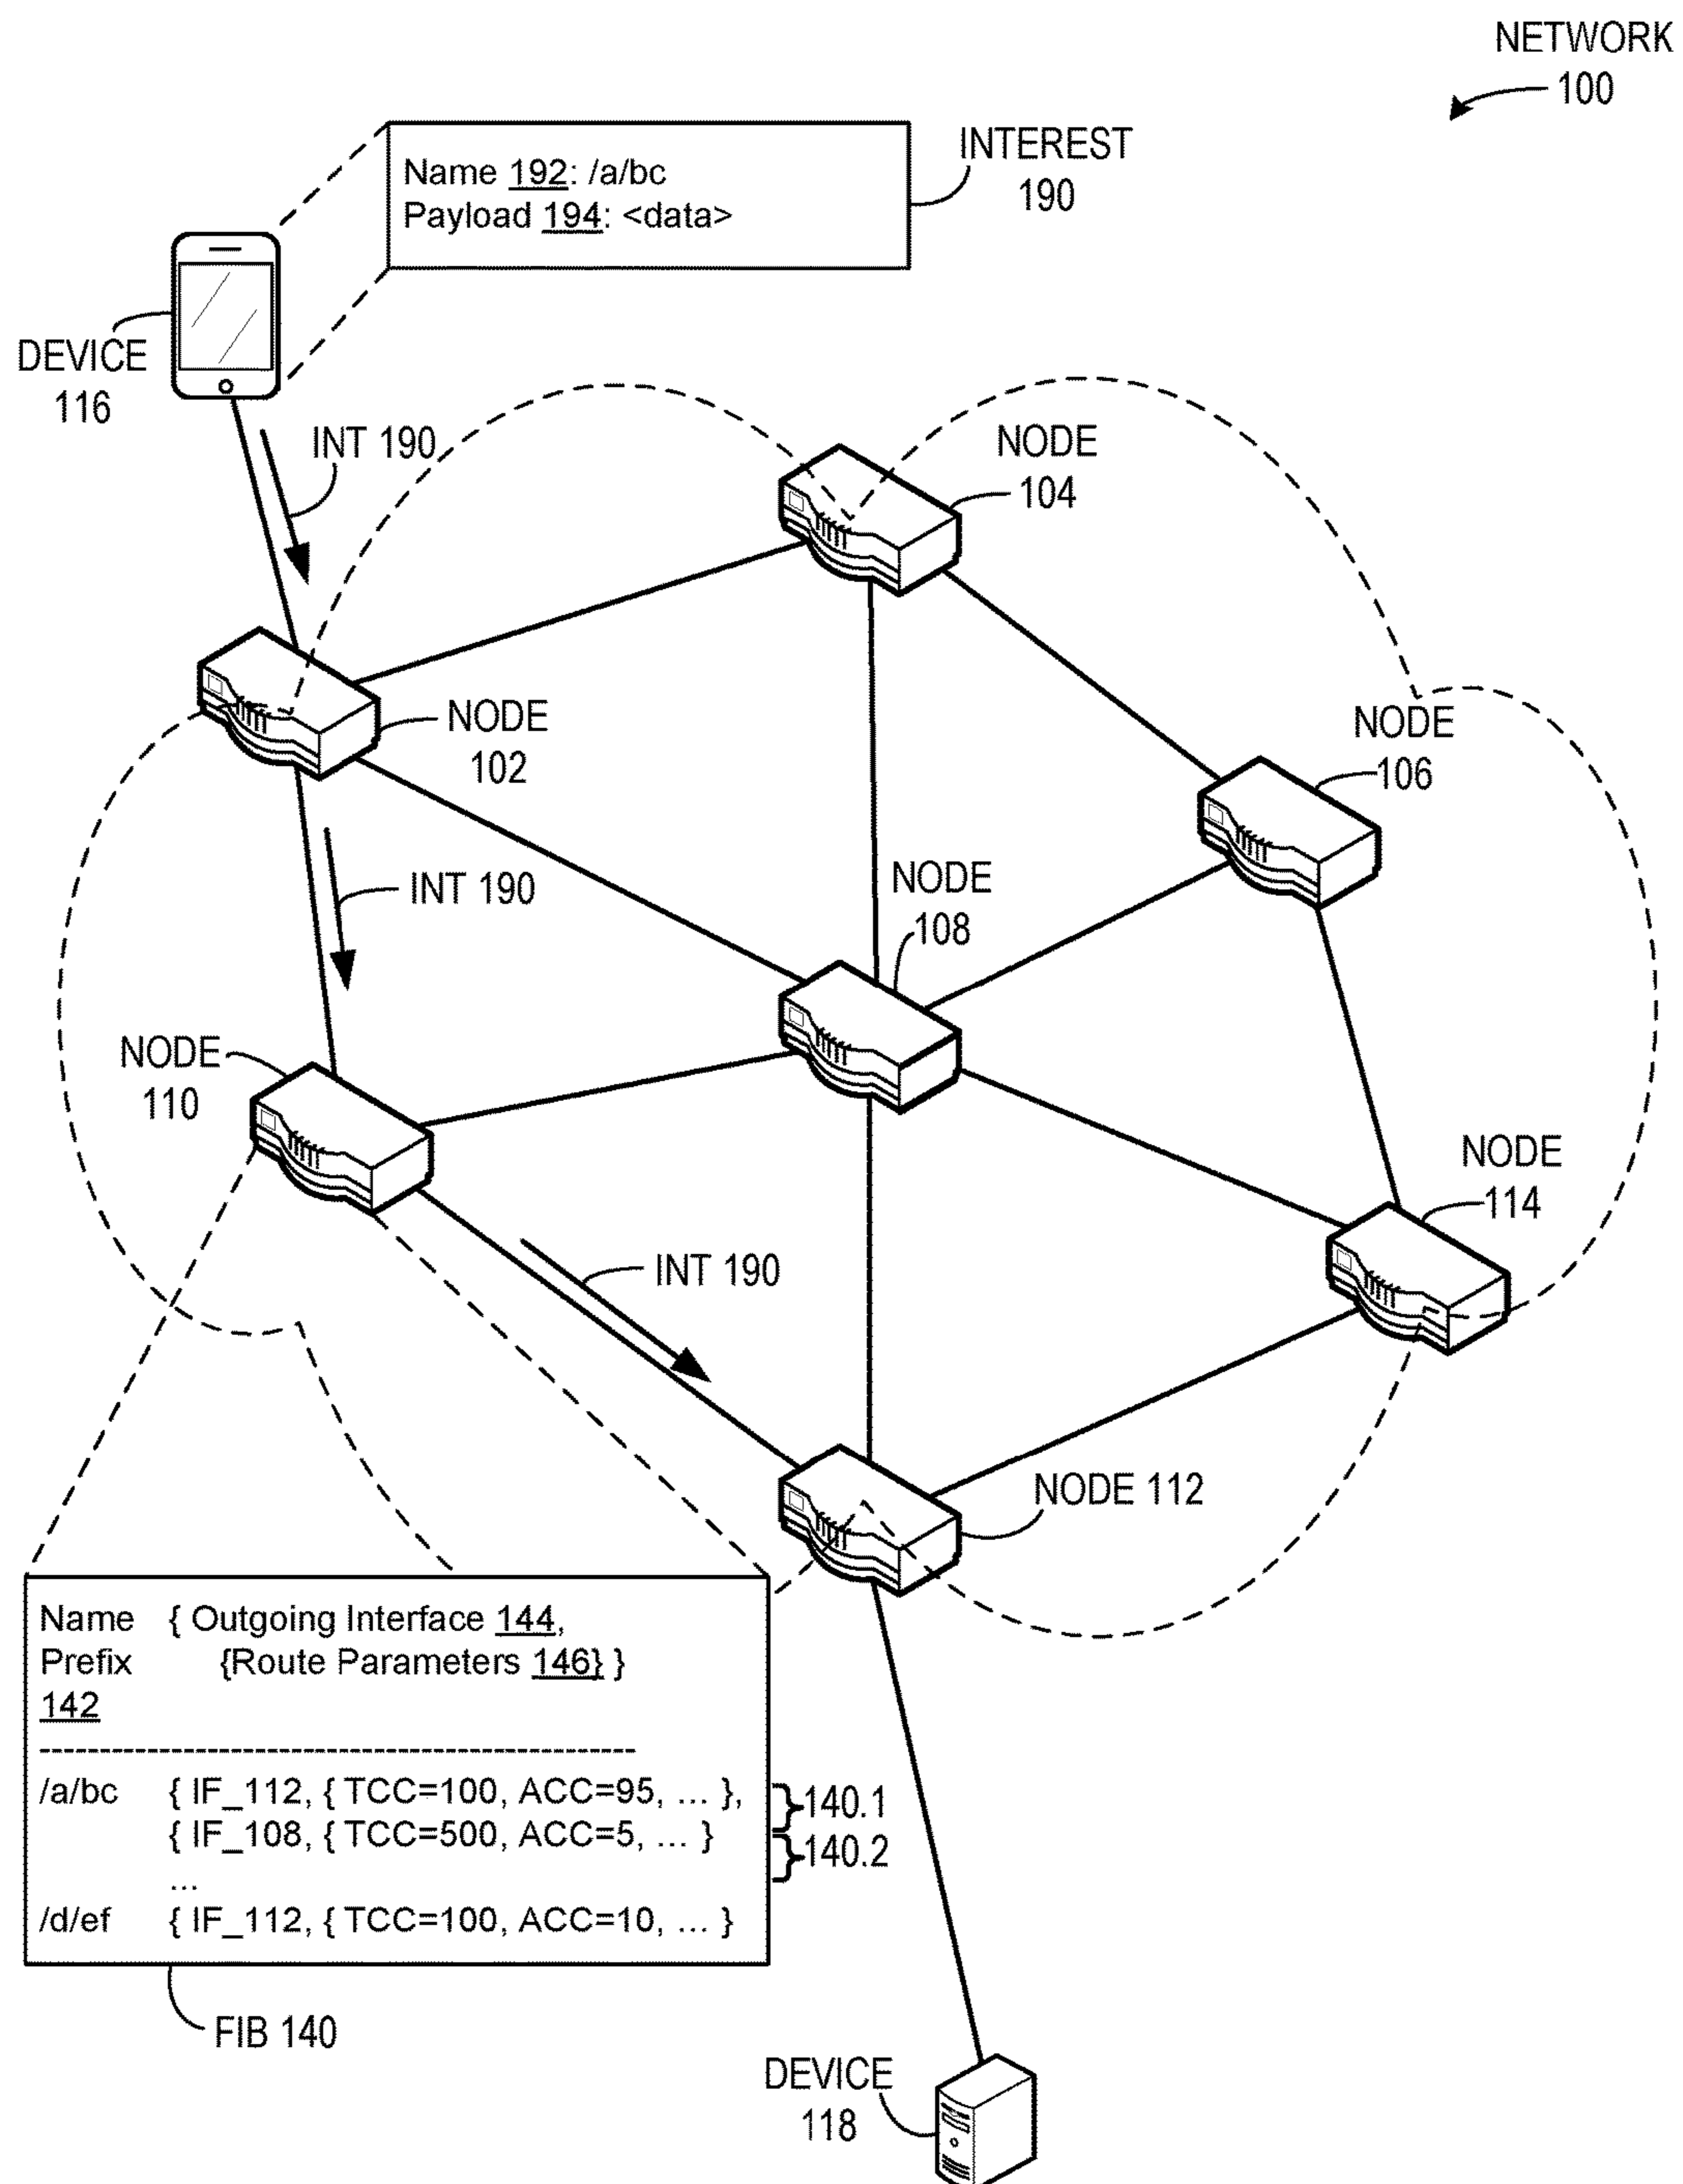 NETWORK
100
Name 192: /a/bc
Payload 194: <data>
INTEREST
190
DEVICE
116
INT 190
NODE
104
NODE
102
NODE
106
INT 190
NODE
108
NODE
110
NODE
114
INT 190
NODE 112
Name { Outgoing Interface 144,
Prefix {Route Parameters 146} }
142
--------------------------------------------------
/a/bc { IF_112, { TCC=100, ACC=95, ... },
{ IF_108, { TCC=500, ACC=5, ... }
...
/d/ef { IF_112, { TCC=100, ACC=10, ... }
140.1
140.2
FIB 140
DEVICE
118